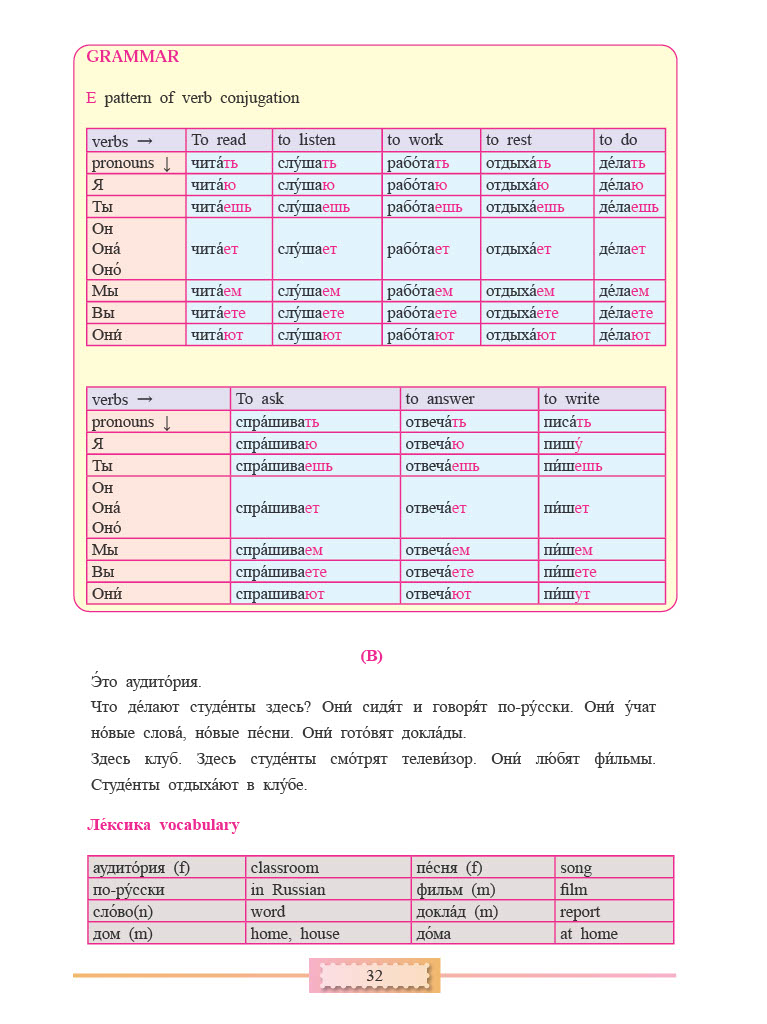 GRAMMAR
E pattern of verb conjugation
verbs → To read to listen to work to rest to do
pronouns ↓ чита́ть слу́шать рабо́тать отдыха́ть де́лать
Я чита́ю слу́шаю рабо́таю отдыха́ю де́лаю
Ты чита́ешь слу́шаешь рабо́таешь отдыха́ешь де́лаешь
Он
Она́ чита́ет слу́шает рабо́тает отдыха́ет де́лает
Оно́
Мы чита́ем слу́шаем рабо́таем отдыха́ем де́лаем
Вы чита́ете слу́шаете рабо́таете отдыха́ете де́лаете
Они́ чита́ют слу́шают рабо́тают отдыха́ют де́лают
verbs → To ask to answer to write
pronouns ↓ спра́шивать отвеча́ть писа́ть
Я спра́шиваю отвеча́ю пишу́
Ты спра́шиваешь отвеча́ешь пи́шешь
Он
Она́ спра́шивает отвеча́ет пи́шет
Оно́
Мы спра́шиваем отвеча́ем пи́шем
Вы спра́шиваете отвеча́ете пи́шете
Они́ спрашивают отвеча́ют пи́шут
(B)
Э́то аудито́рия.
Что де́лают студе́нты здесь? Они́ сидя́т и говоря́т по-ру́сски. Они́ у́чат
но́вые слова́, но́вые пе́сни. Они́ гото́вят докла́ды.
Здесь клуб. Здесь студе́нты смо́трят телеви́зор. Они́ лю́бят фи́льмы.
Студе́нты отдыха́ют в клу́бе.
Ле́ксика vocabulary
аудито́рия (f) classroom пе́сня (f) song
по-ру́сски in Russian фильм (m) film
сло́во(n) word докла́д (m) report
дом (m) home, house до́ма at home
32